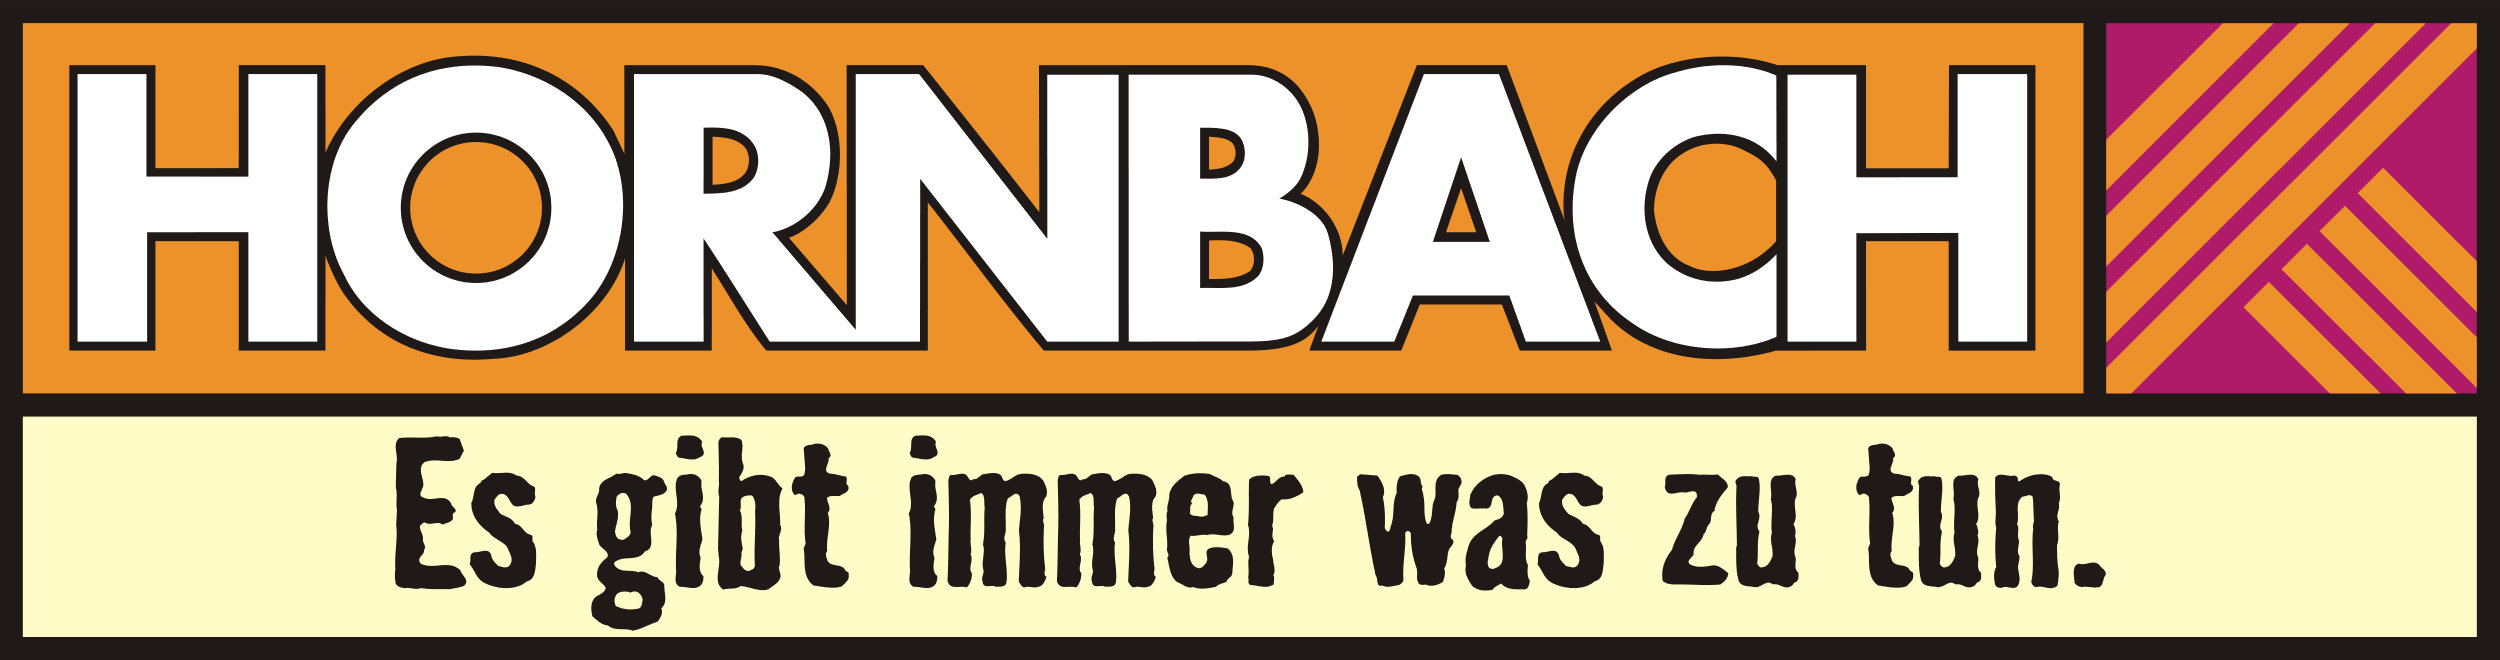 HORNBACH
Es gibt immer was zu tun.